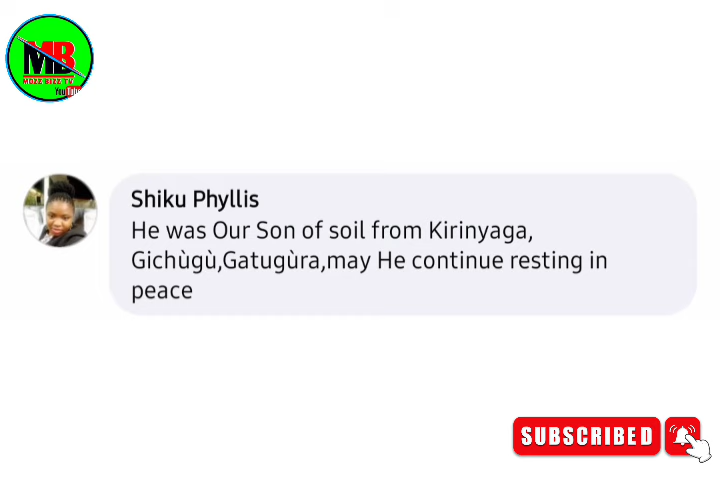 MB
MOZZ BIZZ TV
YouTube
Shiku Phyllis
He was Our Son of soil from Kirinyaga,
Gichùgù,Gatugùra,may He continue resting in
peace
SUBSCRIBED